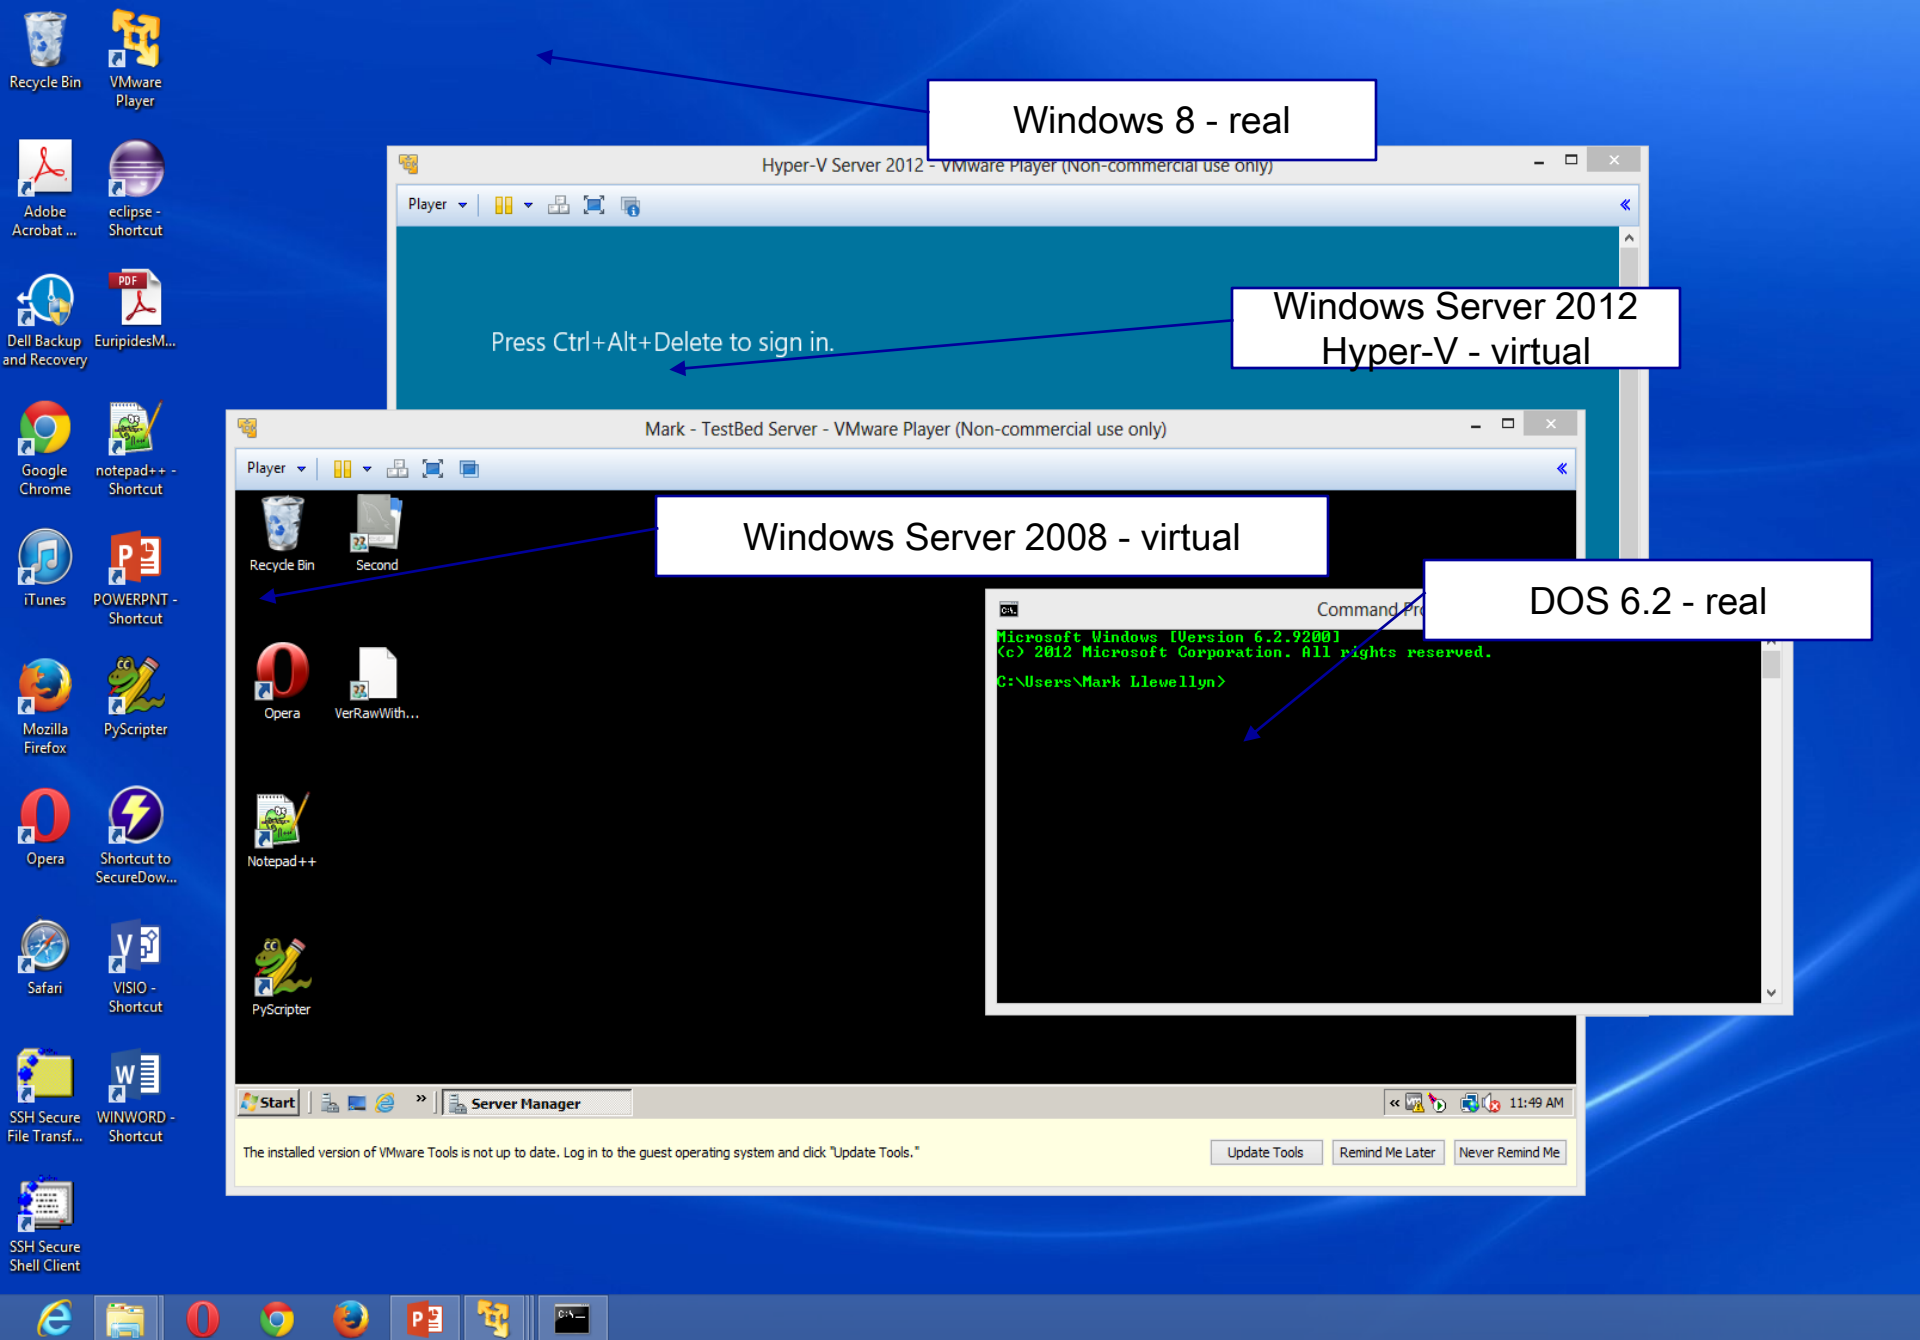 Recycle Bin
VMware
Player
Adobe
Acrobat ...
eclipse -
Shortcut
PDF
Dell Backup
and Recovery
EuripidesM...
Google
Chrome
notepad++ -
Shortcut
iTunes
POWERPNT -
Shortcut
Mozilla
Firefox
PyScripter
Opera
Shortcut to
SecureDow...
Safari
VISIO -
Shortcut
SSH Secure
File Transf...
WINWORD -
Shortcut
SSH Secure
Shell Client
Windows 8 - real
Hyper-V Server 2012 - VMware Player (Non-commercial use only)
Player
Press Ctrl+Alt+Delete to sign in.
Windows Server 2012
Hyper-V - virtual
Mark - TestBed Server - VMware Player (Non-commercial use only)
Player
Windows Server 2008 - virtual
Recycle Bin
Second
Opera
VerRawWith...
Notepad++
PyScripter
DOS 6.2 - real
Command
Microsoft Windows [Version 6.2.9200]
(c) 2012 Microsoft Corporation. All rights reserved.
C:\Users\Mark Llewellyn>
Start
Server Manager
11:49 AM
The installed version of VMware Tools is not up to date. Log in to the guest operating system and click "Update Tools."
Update Tools
Remind Me Later
Never Remind Me